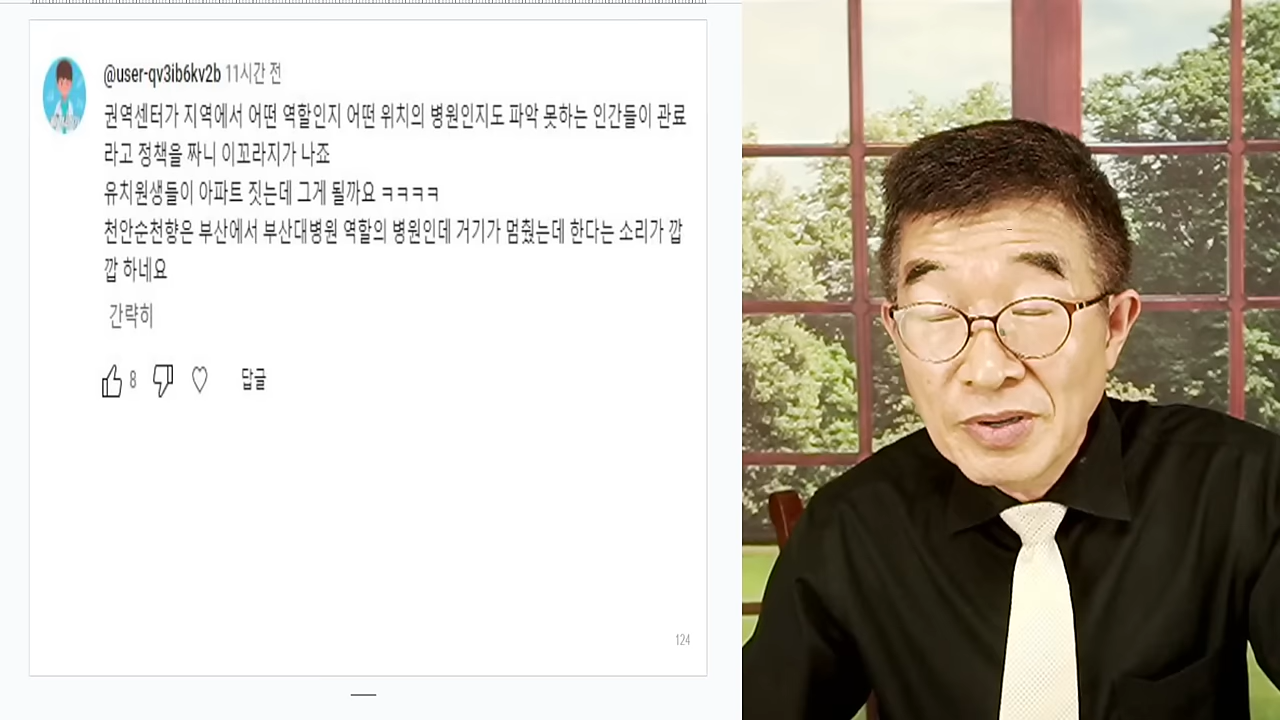 @user-qv3ib6kv2b 11시간 전
권역센터가 지역에서 어떤 역할인지 어떤 위치의 병원인지도 파악 못하는 인간들이 관료
라고 정책을 짜니 이꼬라지가 나죠
유치원생들이 아파트 짓는데 그게 될까요 ㅋㅋㅋㅋ
천안순천향은 부산에서 부산대병원 역할의 병원인데 거기가 멈췄는데 한다는 소리가 깝
깝 하네요
간략히
8 답글
124